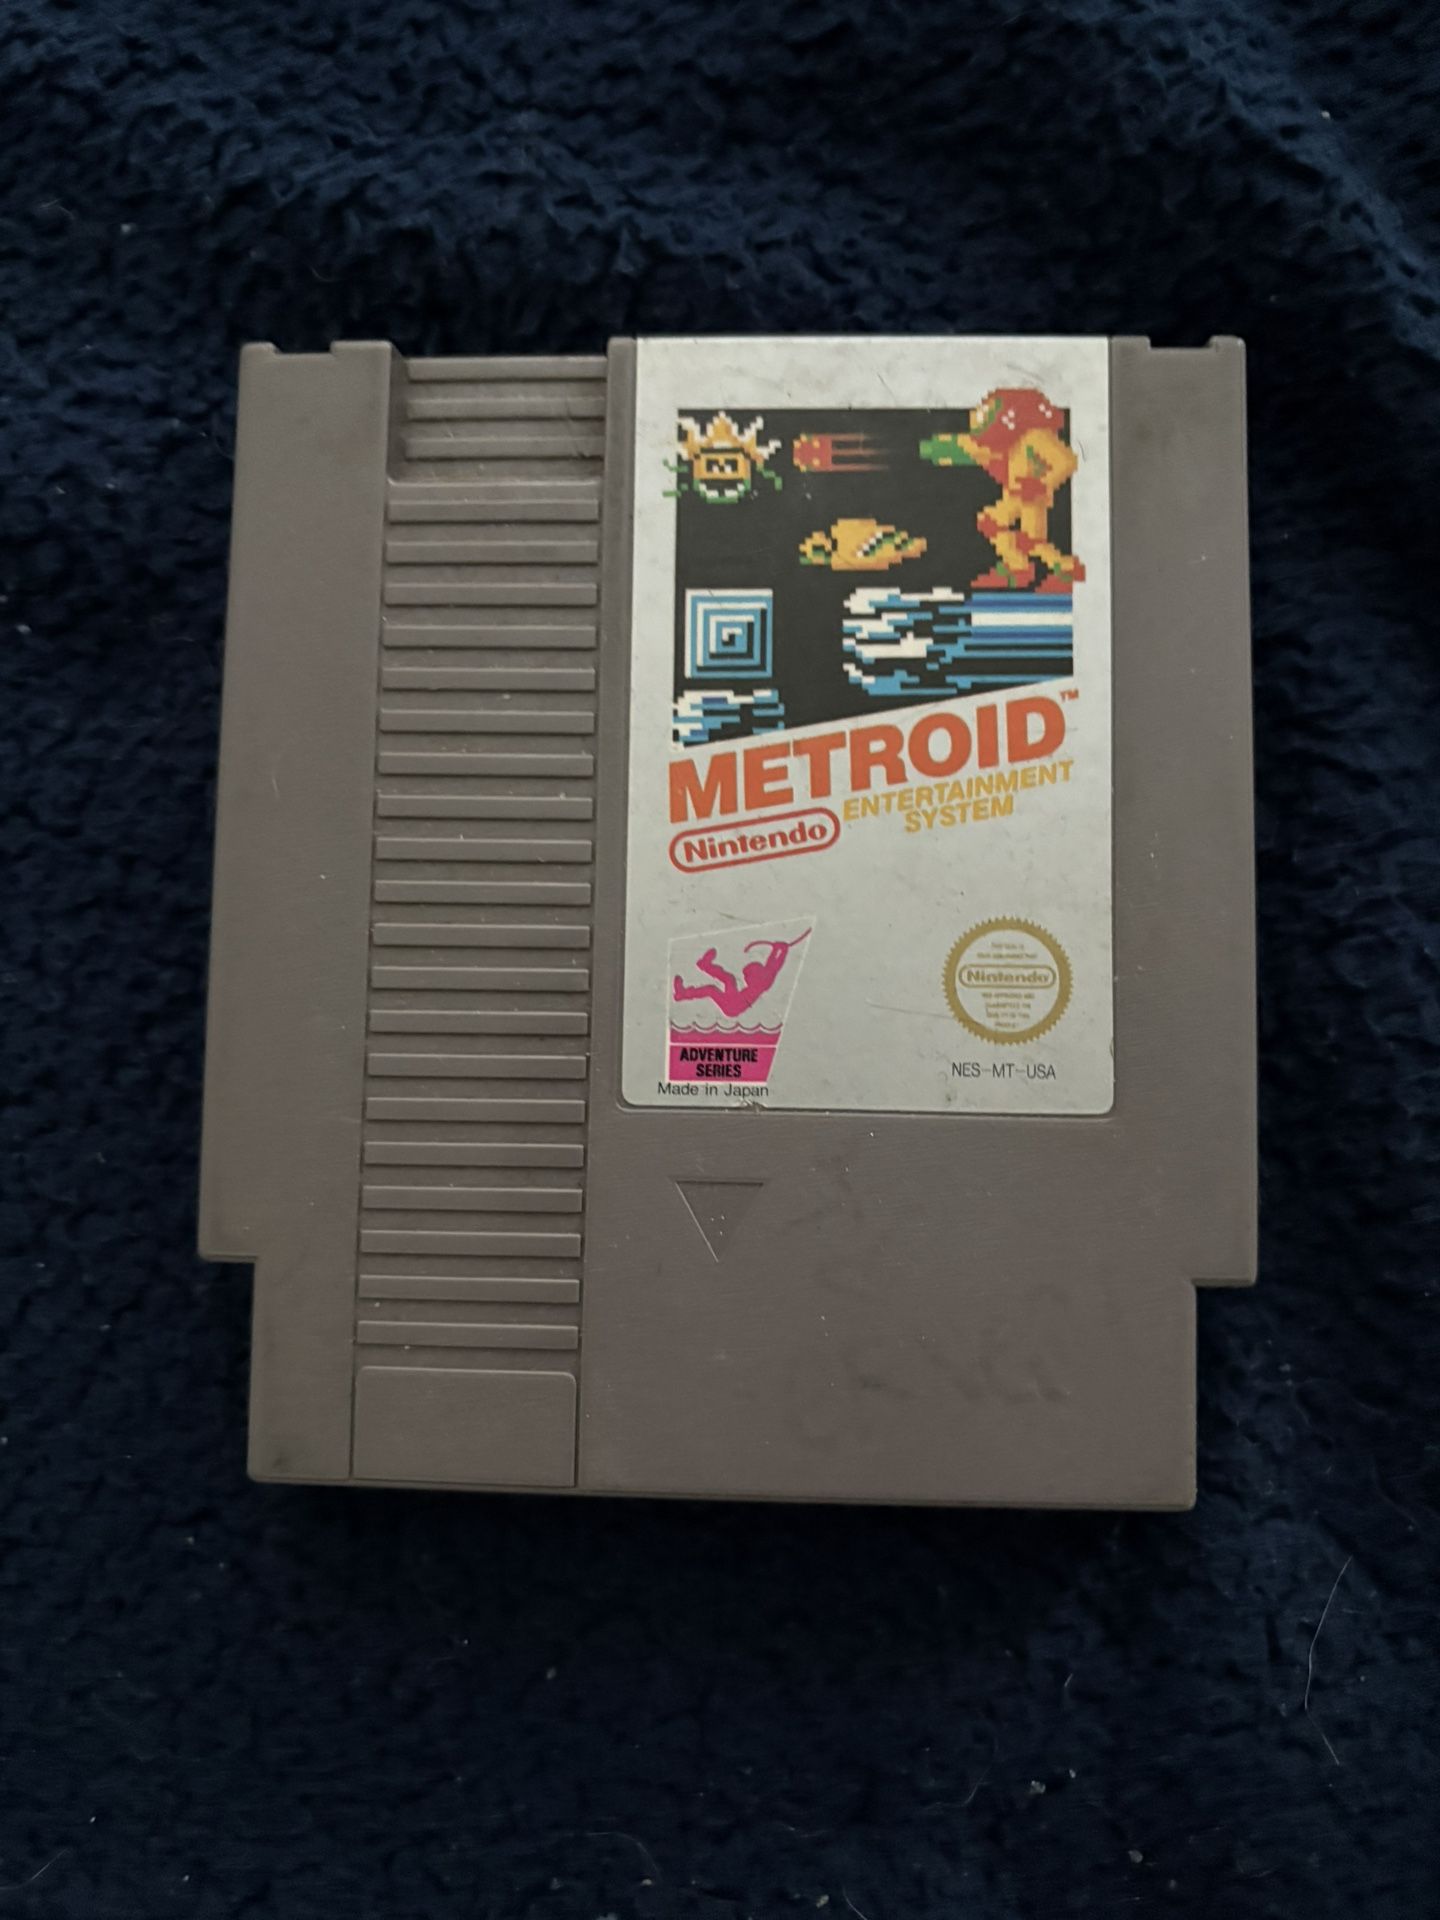 METROID™
Nintendo
ENTERTAINMENT
SYSTEM
ADVENTURE
SERIES
Made in Japan
Nintendo
NES-MT-USA